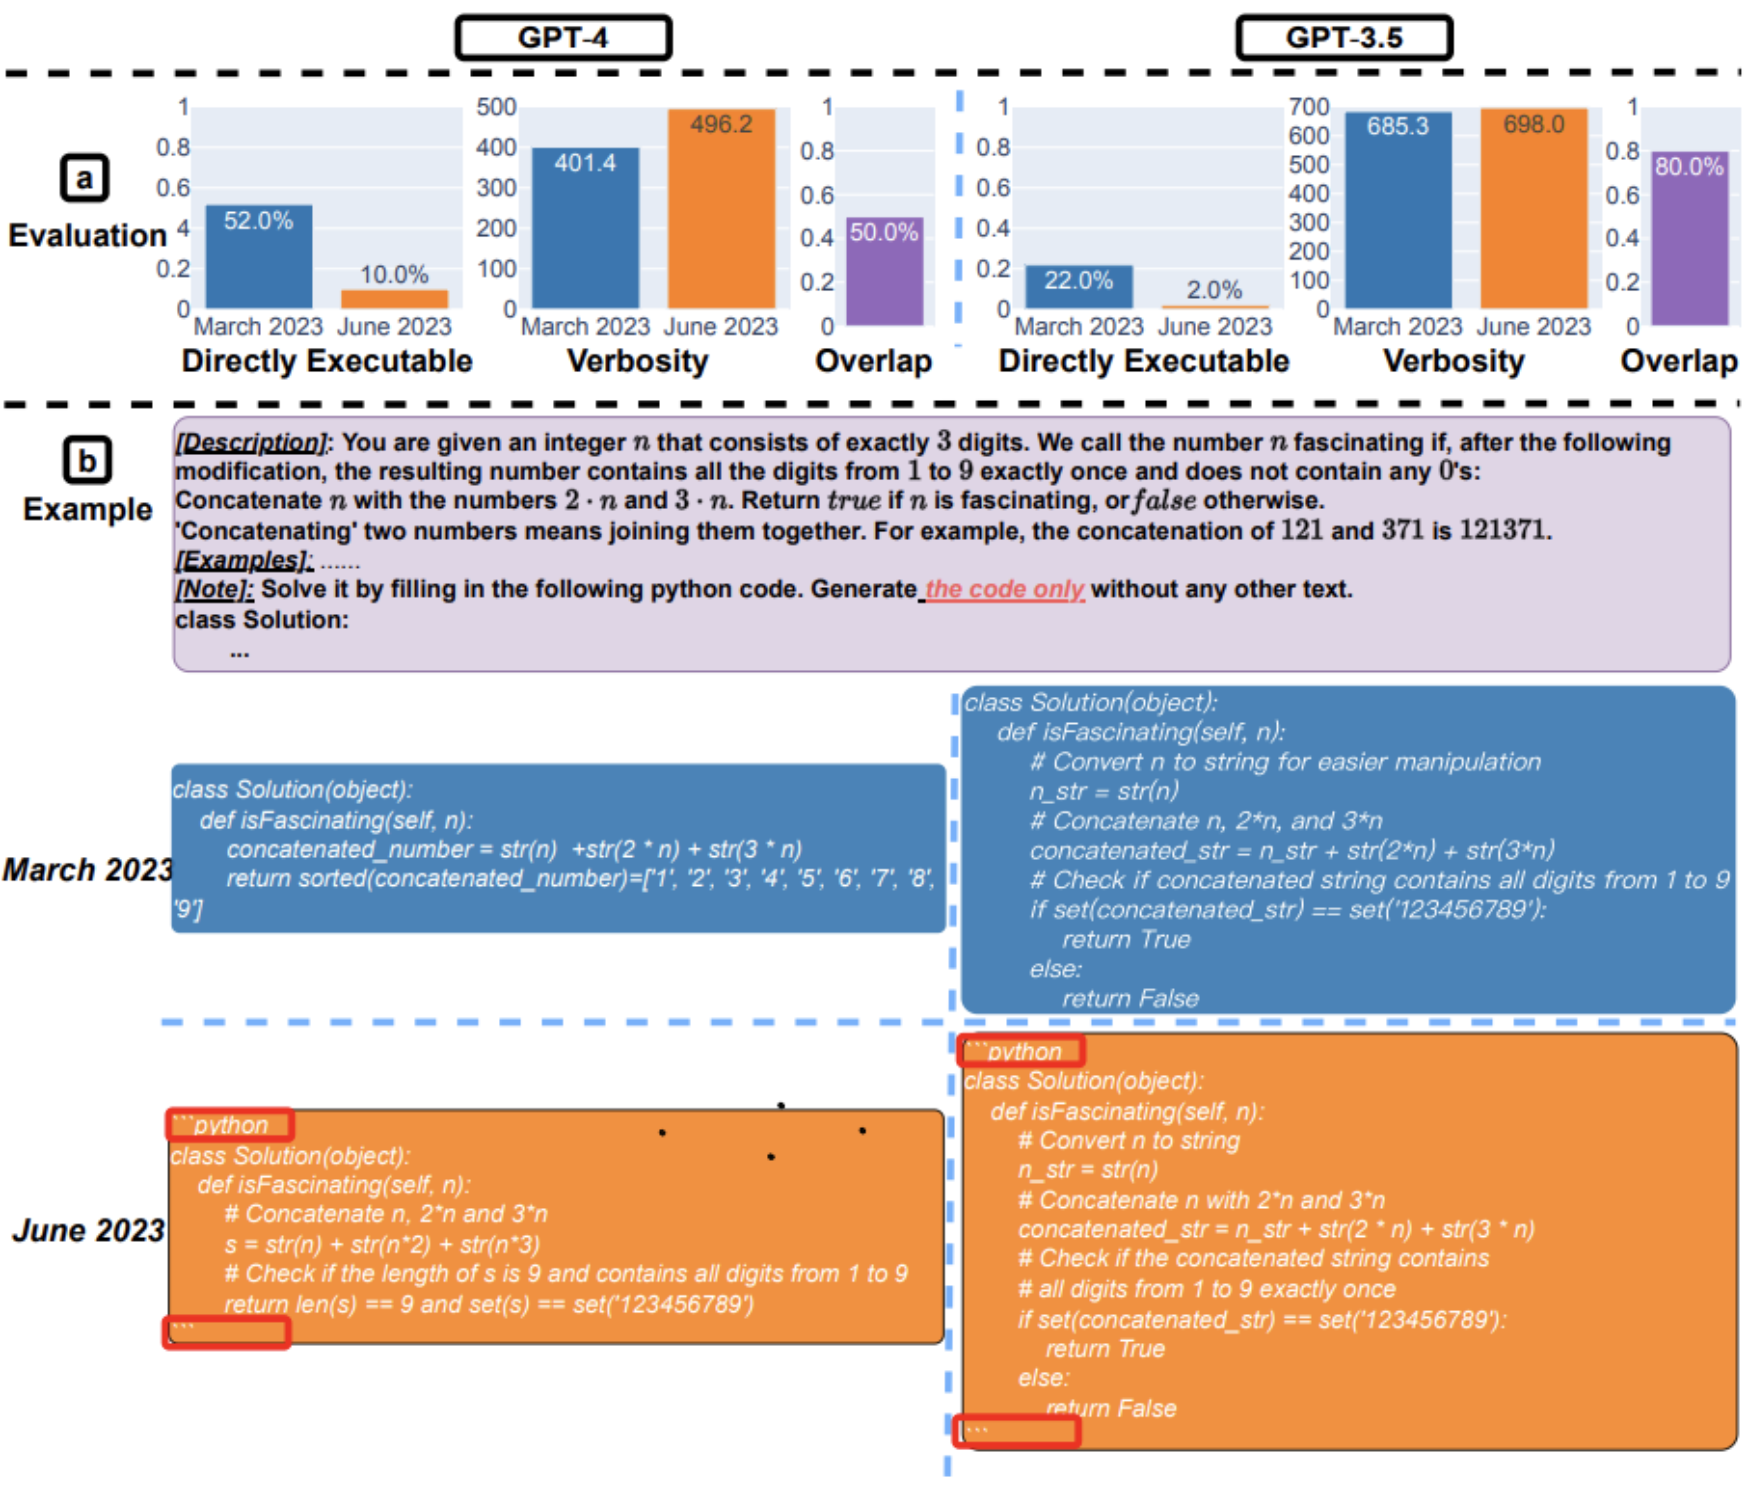 GPT-4
GPT-3.5
a
Evaluation
1
0.8
0.6
4
0.2
0
52.0%
10.0%
March 2023 June 2023
Directly Executable
500
400
300
200
100
0
401.4
496.2
March 2023 June 2023
Verbosity
1
0.8
0.6
0.4
0.2
0
50.0%
Overlap
1
0.8
0.6
0.4
0.2
0
22.0%
2.0%
March 2023 June 2023
Directly Executable
700
600
500
400
300
200
100
0
685.3
698.0
March 2023 June 2023
Verbosity
1
0.8
0.6
0.4
0.2
0
80.0%
Overlap
b
Example
[Description]: You are given an integer n that consists of exactly 3 digits. We call the number n fascinating if, after the following
modification, the resulting number contains all the digits from 1 to 9 exactly once and does not contain any 0's:
Concatenate n with the numbers 2 · n and 3 · n. Return true if n is fascinating, or false otherwise.
'Concatenating' two numbers means joining them together. For example, the concatenation of 121 and 371 is 121371.
[Examples]: ......
[Note]: Solve it by filling in the following python code. Generate the code only without any other text.
class Solution:
...
March 2023
class Solution(object):
def isFascinating(self, n):
concatenated_number = str(n) +str(2 * n) + str(3 * n)
return sorted(concatenated_number)=['1', '2', '3', '4', '5', '6', '7', '8',
'9']
class Solution(object):
def isFascinating(self, n):
# Convert n to string for easier manipulation
n_str = str(n)
# Concatenate n, 2*n, and 3*n
concatenated_str = n_str + str(2*n) + str(3*n)
# Check if concatenated string contains all digits from 1 to 9
if set(concatenated_str) == set('123456789'):
return True
else:
return False
June 2023
```python
class Solution(object):
def isFascinating(self, n):
# Concatenate n, 2*n and 3*n
s = str(n) + str(n*2) + str(n*3)
# Check if the length of s is 9 and contains all digits from 1 to 9
return len(s) == 9 and set(s) == set('123456789')
```
```python
class Solution(object):
def isFascinating(self, n):
# Convert n to string
n_str = str(n)
# Concatenate n with 2*n and 3*n
concatenated_str = n_str + str(2 * n) + str(3 * n)
# Check if the concatenated string contains
# all digits from 1 to 9 exactly once
if set(concatenated_str) == set('123456789'):
return True
else:
return False
```